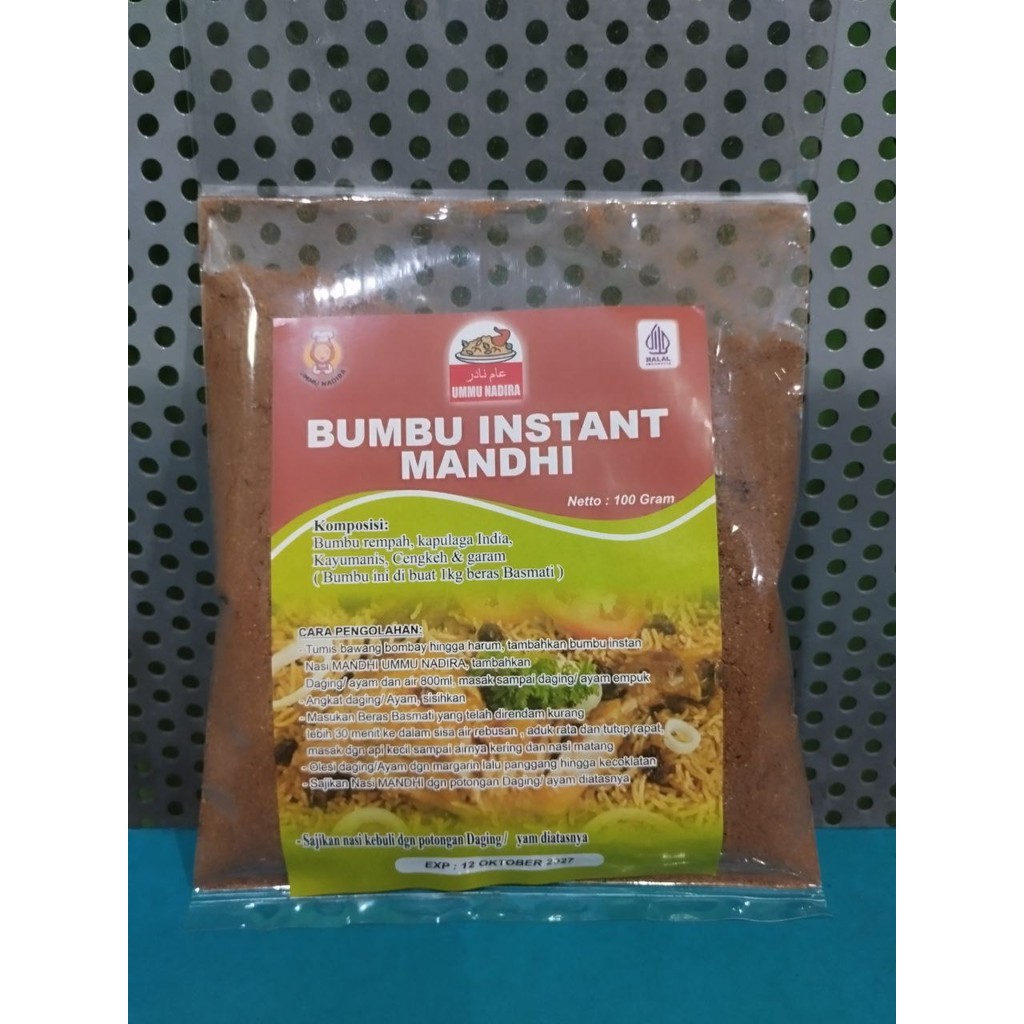 UMMU NADIRA
عام نادر
UMMU NADIRA
HALAL
INDONESIA
BUMBU INSTANT
MANDHI
Netto : 100 Gram
Komposisi:
Bumbu rempah, kapulaga India,
Kayumanis, Cengkeh & garam
( Bumbu ini di buat 1kg beras Basmati )
CARA PENGOLAHAN:
- Tumis bawang bombay hingga harum, tambahkan bumbu instan
Nasi MANDHI UMMU NADIRA, tambahkan
Daging/ ayam dan air 800ml, masak sampai daging/ ayam empuk
- Angkat daging/ Ayam, sisihkan
- Masukan Beras Basmati yang telah direndam kurang
lebih 30 menit ke dalam sisa air rebusan , aduk rata dan tutup rapat,
masak dgn api kecil sampai airnya kering dan nasi matang
- Olesi daging/Ayam dgn margarin lalu panggang hingga kecoklatan
- Sajikan Nasi MANDHI dgn potongan Daging/ ayam diatasnya
- Sajikan nasi kebuli dgn potongan Daging / yam diatasnya
EXP : 12 OKTOBER 2027